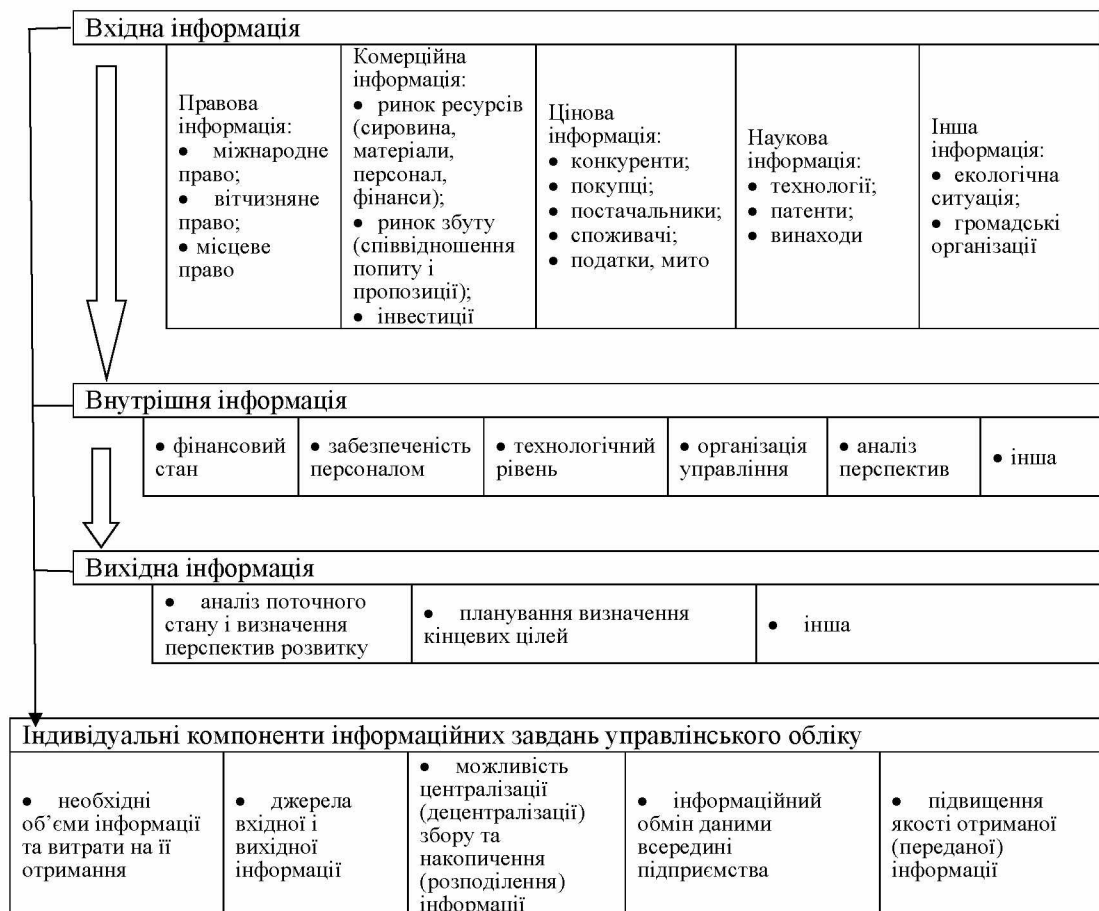 Вхідна інформація
Правова
інформація:
● міжнародне
право;
● вітчизняне
право;
● місцеве
право
Комерційна
інформація:
● ринок ресурсів
(сировина,
матеріали,
персонал,
фінанси);
● ринок збуту
(співвідношення
попиту і
пропозиції);
● інвестиції
Цінова
інформація:
● конкуренти;
● покупці;
● постачальники;
● споживачі;
● податки, мито
Наукова
інформація:
● технології;
● патенти;
● винаходи
Інша
інформація:
● екологічна
ситуація;
● громадські
організації
Внутрішня інформація
● фінансовий
стан
● забезпеченість
персоналом
● технологічний
рівень
● організація
управління
● аналіз
перспектив
● інша
Вихідна інформація
● аналіз поточного
стану і визначення
перспектив розвитку
● планування визначення
кінцевих цілей
● інша
Індивідуальні компоненти інформаційних завдань управлінського обліку
● необхідні
об’єми інформації
та витрати на її
отримання
● джерела
вхідної і
вихідної
інформації
● можливість
централізації
(децентралізації)
збору та
накопичення
(розподілення)
інформації
● інформаційний
обмін даними
всередині
підприємства
● підвищення
якості отриманої
(переданої)
інформації